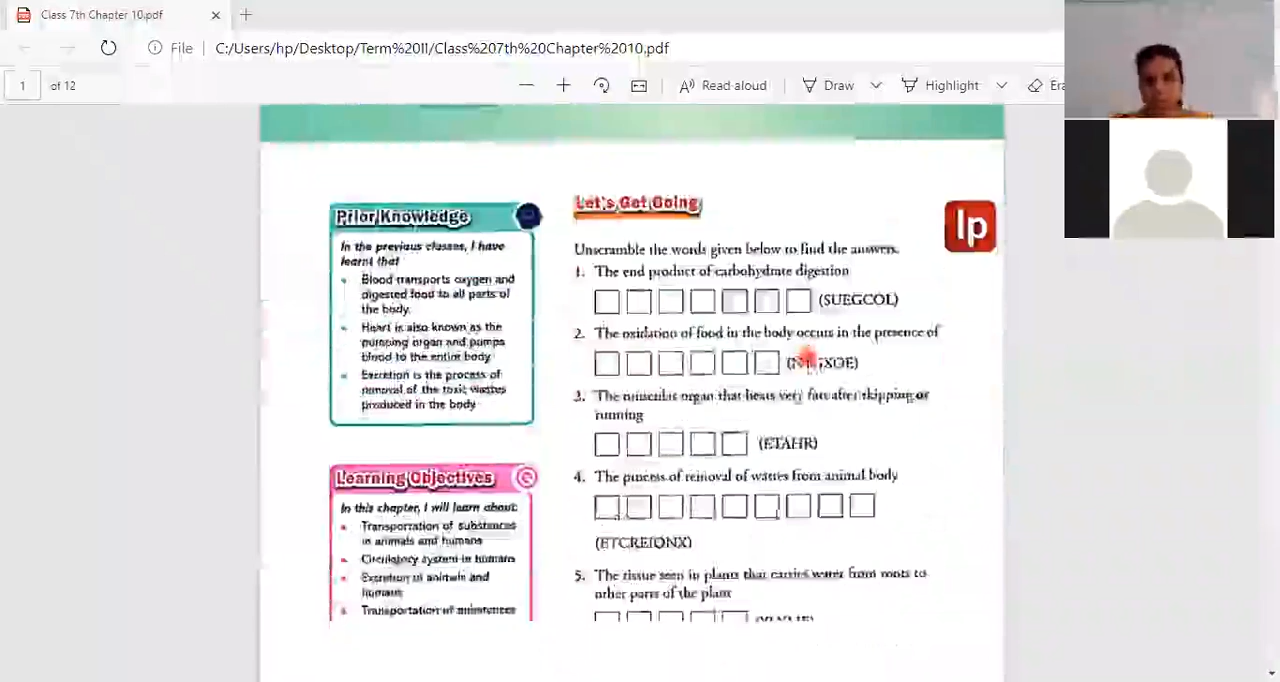 Class 7th Chapter 10.pdf
File | C:/Users/hp/Desktop/Term%20II/Class%207th%20Chapter%2010.pdf
1 of 12
Read aloud
Draw
Highlight
Era
Prior Knowledge
In the previous classes, I have
learnt that
Blood transports oxygen and
digested food to all parts of
the body.
Heart is also known as the
pumping organ and pumps
blood to the entire body
Excretion is the process of
removal of the toxic wastes
produced in the body
Learning Objectives
In this chapter, I will learn about:
Transportation of substances
in animals and humans
Circulatory system in humans
Excretion in animals and
humans
Transportation of substances
Let's Get Going
lp
Unscramble the words given below to find the answers.
1. The end product of carbohydrate digestion
(SUEGCOL)
2. The oxidation of food in the body occurs in the presence of
3. The muscular organ that beats very fast after skipping or
running
(ETAHR)
4. The process of removal of wastes from animal body
(ETCREIONX)
5. The tissue seen in plants that carries water from roots to
other parts of the plant